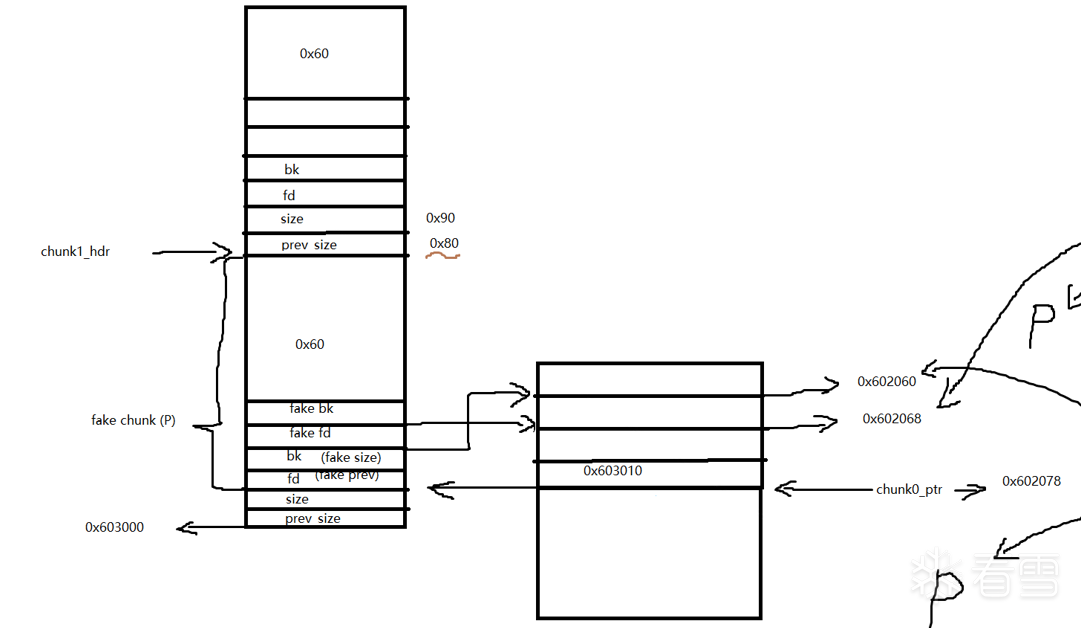 0x60
bk
fd
size
0x90
chunk1_hdr
prev size
0x80
0x60
fake chunk (P)
fake bk
fake fd
bk (fake size)
fd (fake prev)
size
prev size
0x603000
0x602060
0x602068
0x603010
chunk0_ptr
0x602078
P
P
看雪